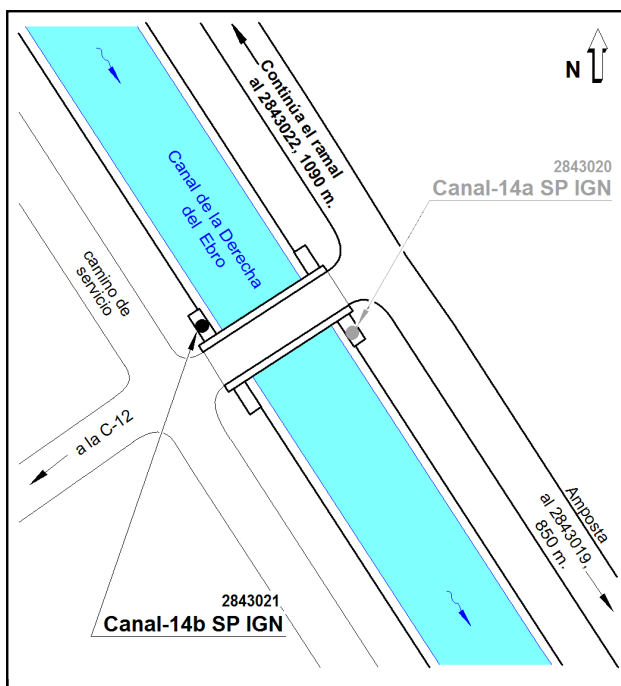 Continúa el ramal
al 2843022, 1090 m.
N
2843020
Canal-14a SP IGN
Canal de la Derecha
del Ebro
camino de
servicio
a la C-12
Amposta
al 2843019,
850 m.
2843021
Canal-14b SP IGN